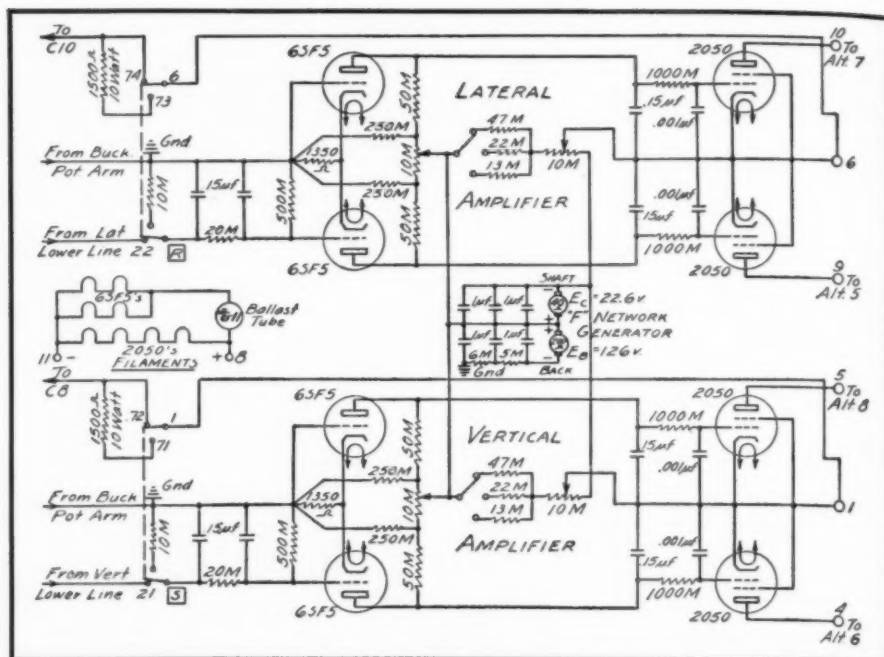 To
C10
1500Ω
10 Watt
74
6
73
6SF5
50M
LATERAL
47 M
22 M
13 M
10M
AMPLIFIER
1000M
.15μf
.001μf
2050
10
To
Alt. 7
Gnd
From Buck.
Pot Arm
10M
15μf
500M
1350
Ω
250M
10M
250M
50M
6
From Lat
Lower Line
22
R
20M
6SF5
.001μf
.15μf
1000M
2050
9
To
Alt. 5
6SF5's
Ballast
Tube
11 -
2050's
FILAMENTS
+ 8
SHAFT
1μf
1μf
-
Ec=22.6v.
+
"F" NETWORK
GENERATOR
+
1μf
1μf
6M
5M
-
EB=126v.
Gnd
BACK
To
C8
1500Ω
10 Watt
72
1
71
6SF5
50M
VERTICAL
47M
22M
13M
10M
AMPLIFIER
1000M
.15μf
.001μf
2050
5
To
Alt 8
Gnd
From Buck
Pot Arm
10M
15μf
500M
1350
Ω
250M
10M
250M
50M
1
From Vert
Lower Line
21
S
20M
6SF5
.001μf
.15μf
1000M
2050
4
To
Alt 6